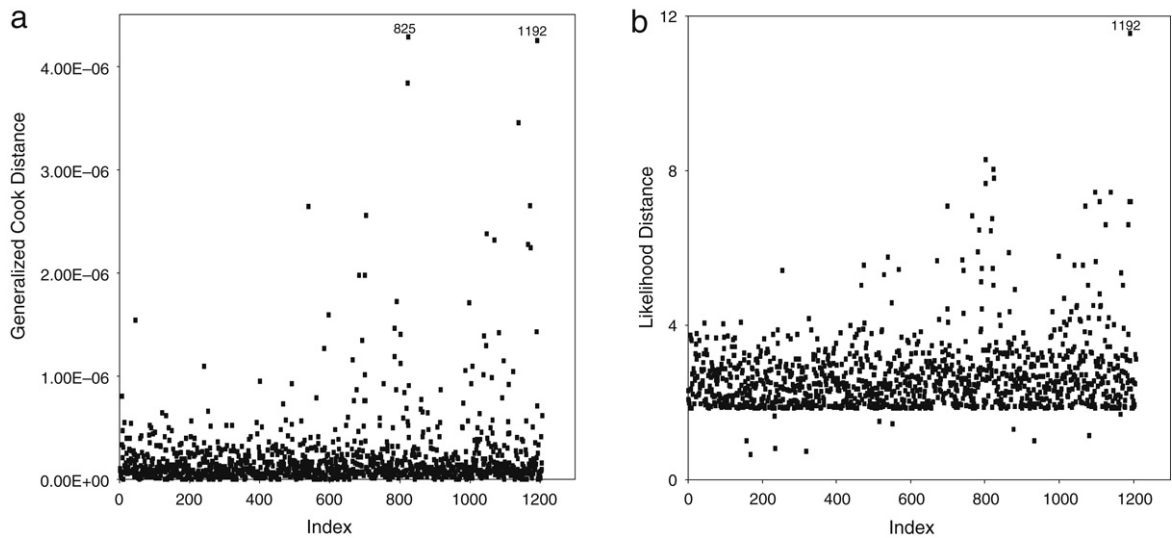 a
825
1192
4.00E–06
3.00E–06
2.00E–06
1.00E–06
0.00E+00
Generalized Cook Distance
0 200 400 600 800 1000 1200
Index
b
1192
12
8
4
0
Likelihood Distance
0 200 400 600 800 1000 1200
Index